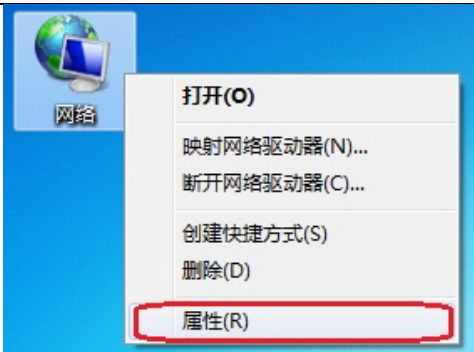 网络
打开(O)
映射网络驱动器(N)...
断开网络驱动器(C)...
创建快捷方式(S)
删除(D)
属性(R)